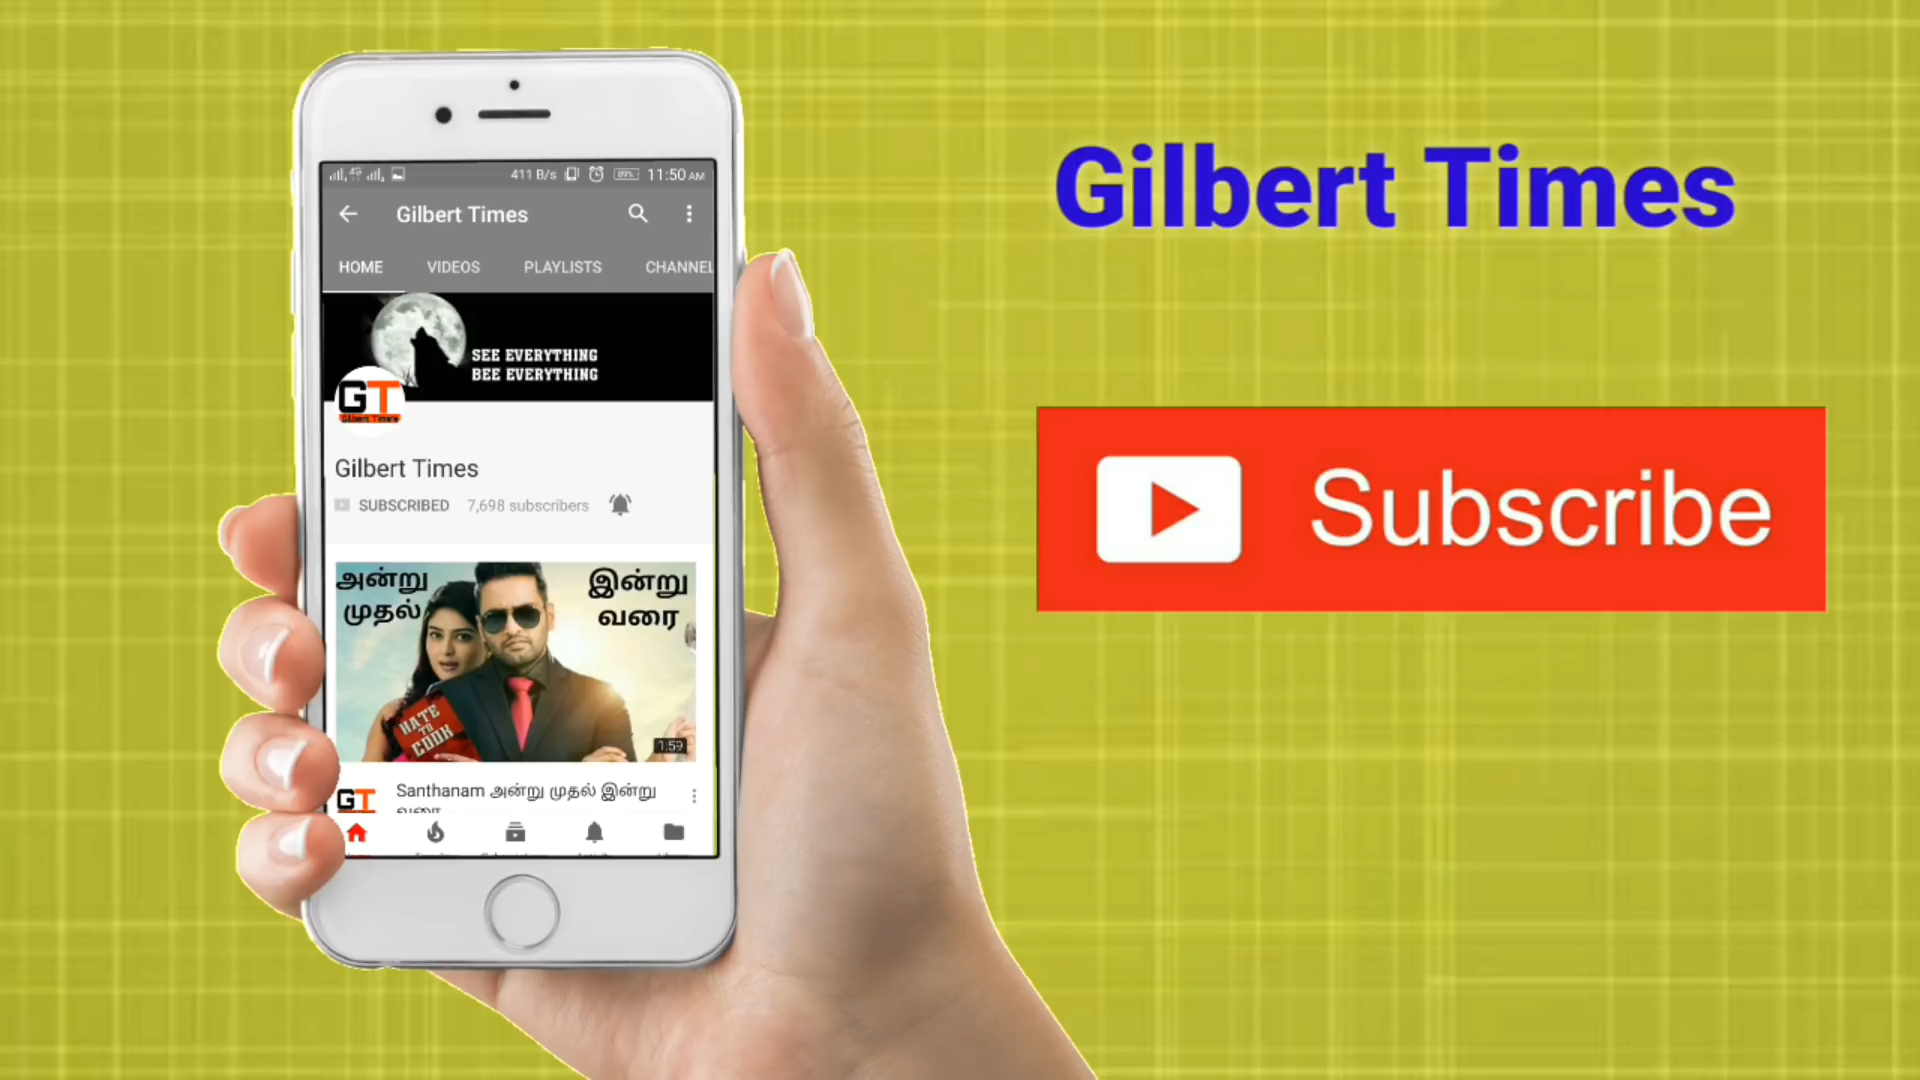 411 B/s 11:50 AM
Gilbert Times
HOME VIDEOS PLAYLISTS CHANNEL
SEE EVERYTHING
BEE EVERYTHING
GT
Gilbert Times
Gilbert Times
SUBSCRIBED 7,698 subscribers
அன்று
முதல்
இன்று
வரை
HATE
TO
COOK
1:59
GT
Santhanam அன்று முதல் இன்று
Gilbert Times
Subscribe